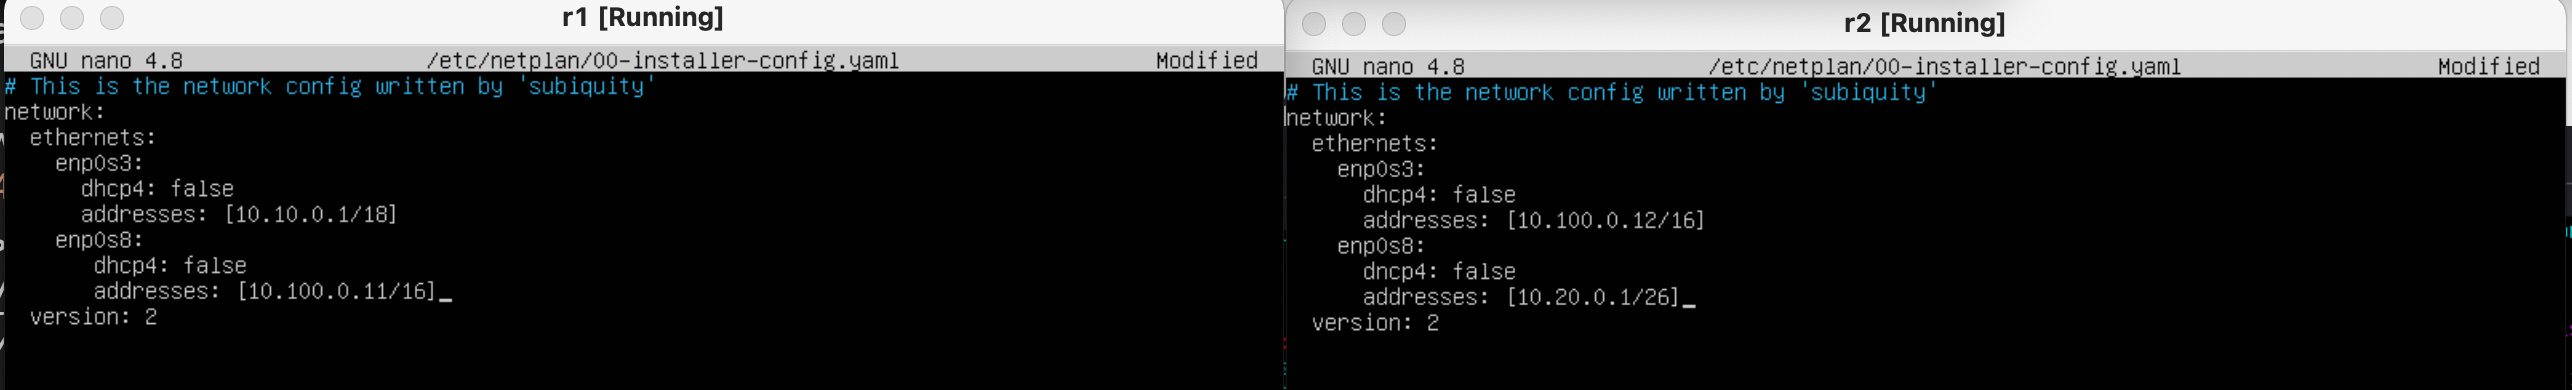 r1 [Running]
GNU nano 4.8 /etc/netplan/00-installer-config.yaml Modified
# This is the network config written by 'subiquity'
network:
  ethernets:
    enp0s3:
      dhcp4: false
      addresses: [10.10.0.1/18]
    enp0s8:
       dhcp4: false
       addresses: [10.100.0.11/16]_
  version: 2
r2 [Running]
GNU nano 4.8 /etc/netplan/00-installer-config.yaml Modified
# This is the network config written by 'subiquity'
network:
  ethernets:
    enp0s3:
      dhcp4: false
      addresses: [10.100.0.12/16]
    enp0s8:
      dncp4: false
      addresses: [10.20.0.1/26]_
  version: 2